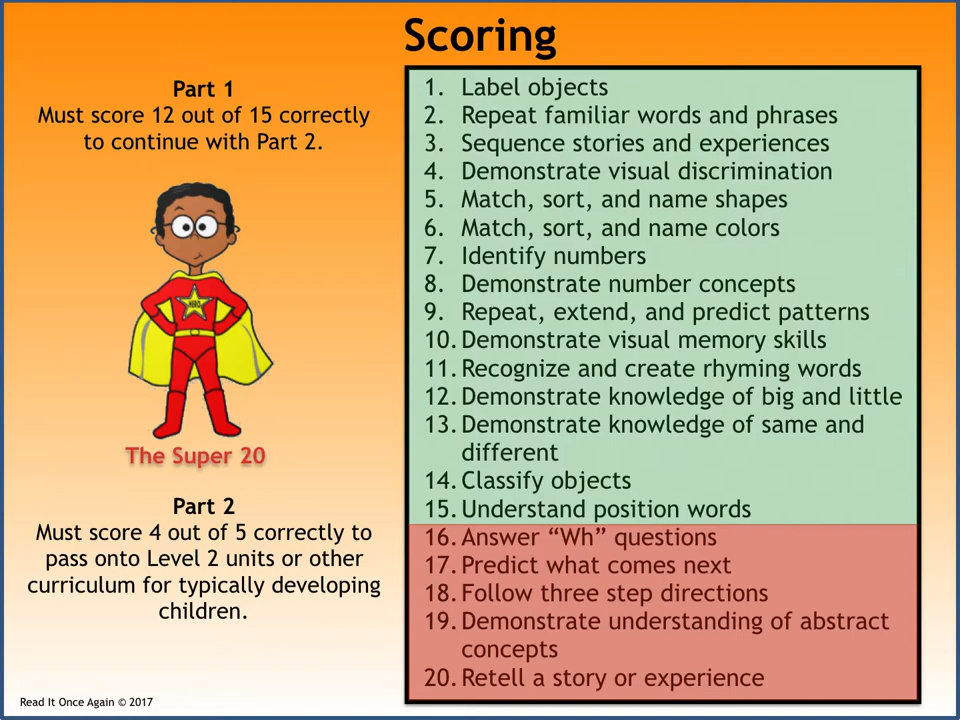 Scoring
Part 1
Must score 12 out of 15 correctly
to continue with Part 2.
HERO
The Super 20
Part 2
Must score 4 out of 5 correctly to
pass onto Level 2 units or other
curriculum for typically developing
children.
1. Label objects
2. Repeat familiar words and phrases
3. Sequence stories and experiences
4. Demonstrate visual discrimination
5. Match, sort, and name shapes
6. Match, sort, and name colors
7. Identify numbers
8. Demonstrate number concepts
9. Repeat, extend, and predict patterns
10. Demonstrate visual memory skills
11. Recognize and create rhyming words
12. Demonstrate knowledge of big and little
13. Demonstrate knowledge of same and
different
14. Classify objects
15. Understand position words
16. Answer “Wh” questions
17. Predict what comes next
18. Follow three step directions
19. Demonstrate understanding of abstract
concepts
20. Retell a story or experience
Read It Once Again © 2017